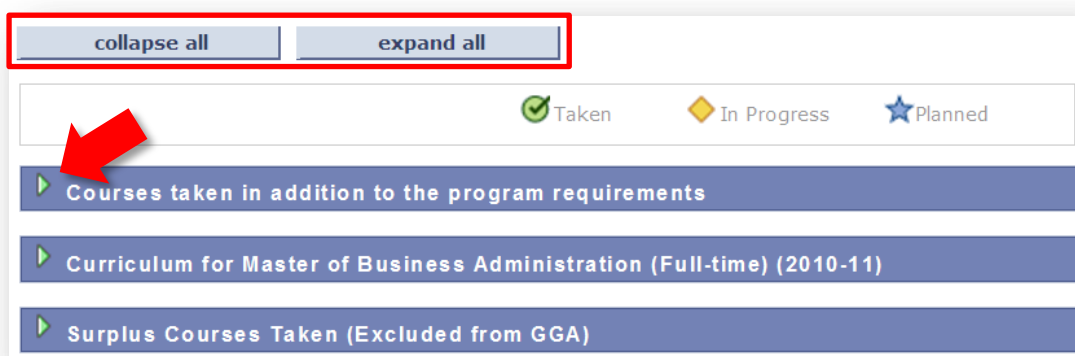 collapse all expand all
Taken In Progress Planned
Courses taken in addition to the program requirements
Curriculum for Master of Business Administration (Full-time) (2010-11)
Surplus Courses Taken (Excluded from GGA)